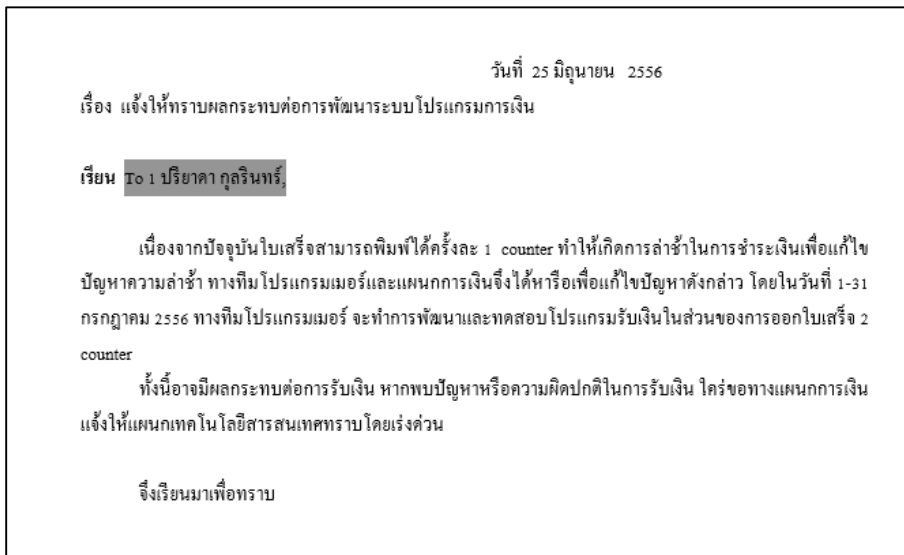 วันที่ 25 มิถุนายน 2556
เรื่อง แจ้งให้ทราบผลกระทบต่อการพัฒนาระบบโปรแกรมการเงิน
เรียน To 1 ปริยาดา กุลรินทร์,
เนื่องจากปัจจุบันใบเสร็จสามารถพิมพ์ได้ครั้งละ 1 counter ทำให้เกิดการล่าช้าในการชำระเงินเพื่อแก้ไข
ปัญหาความล่าช้า ทางทีมโปรแกรมเมอร์และแผนกการเงินจึงได้หารือเพื่อแก้ไขปัญหาดังกล่าว โดยในวันที่ 1-31
กรกฎาคม 2556 ทางทีมโปรแกรมเมอร์ จะทำการพัฒนาและทดสอบโปรแกรมรับเงินในส่วนของการออกใบเสร็จ 2
counter
ทั้งนี้อาจมีผลกระทบต่อการรับเงิน หากพบปัญหาหรือความผิดปกติในการรับเงิน ใคร่ขอทางแผนกการเงิน
แจ้งให้แผนกเทคโนโลยีสารสนเทศทราบโดยเร่งด่วน
จึงเรียนมาเพื่อทราบ